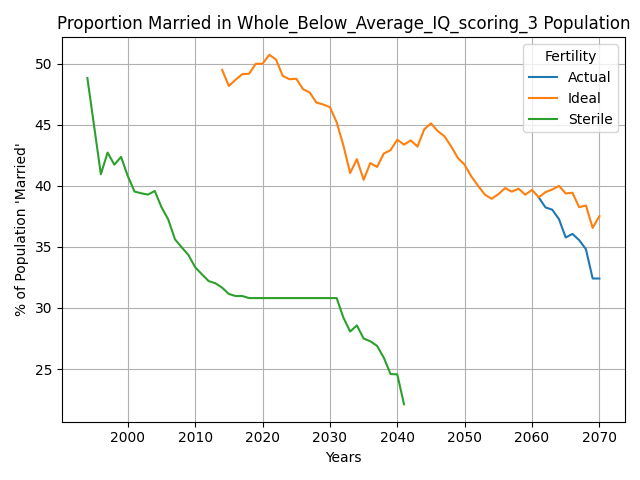 Proportion Married in Whole_Below_Average_IQ_scoring_3 Population
% of Population 'Married'
50
45
40
35
30
25
Fertility
Actual
Ideal
Sterile
2000 2010 2020 2030 2040 2050 2060 2070
Years